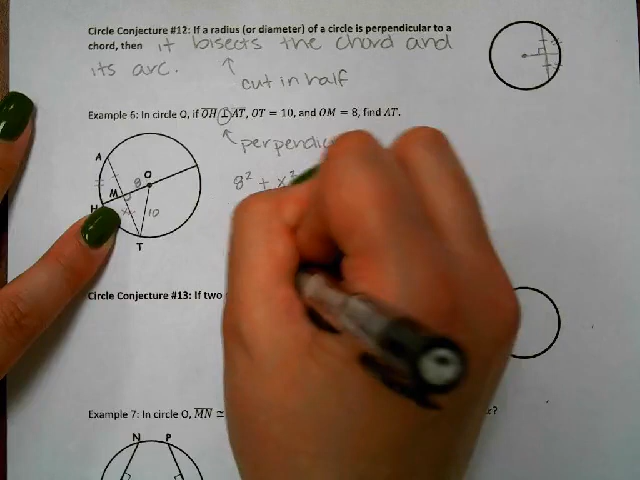 Circle Conjecture #12: If a radius (or diameter) of a circle is perpendicular to a
chord, then it bisects the chord and
its arc.
cut in half
Example 6: In circle O, if OH ⊥ AT, OT = 10, and OM = 8, find AT.
A
O
8
M
H
x
10
T
8² + x²
Circle Conjecture #13: If two
Example 7: In circle O, MN ≅
N P